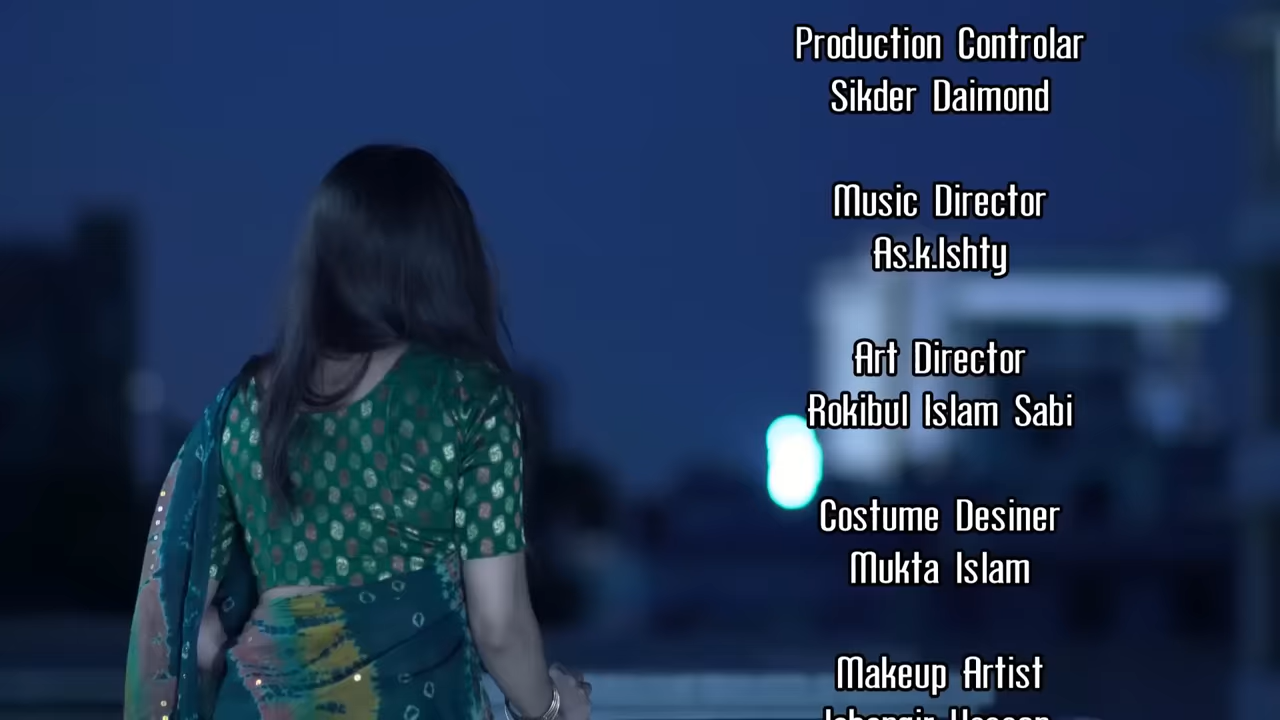 Production Controlar
Sikder Daimond
Music Director
As.k.Ishty
Art Director
Rokibul Islam Sabi
Costume Desiner
Mukta Islam
Makeup Artist